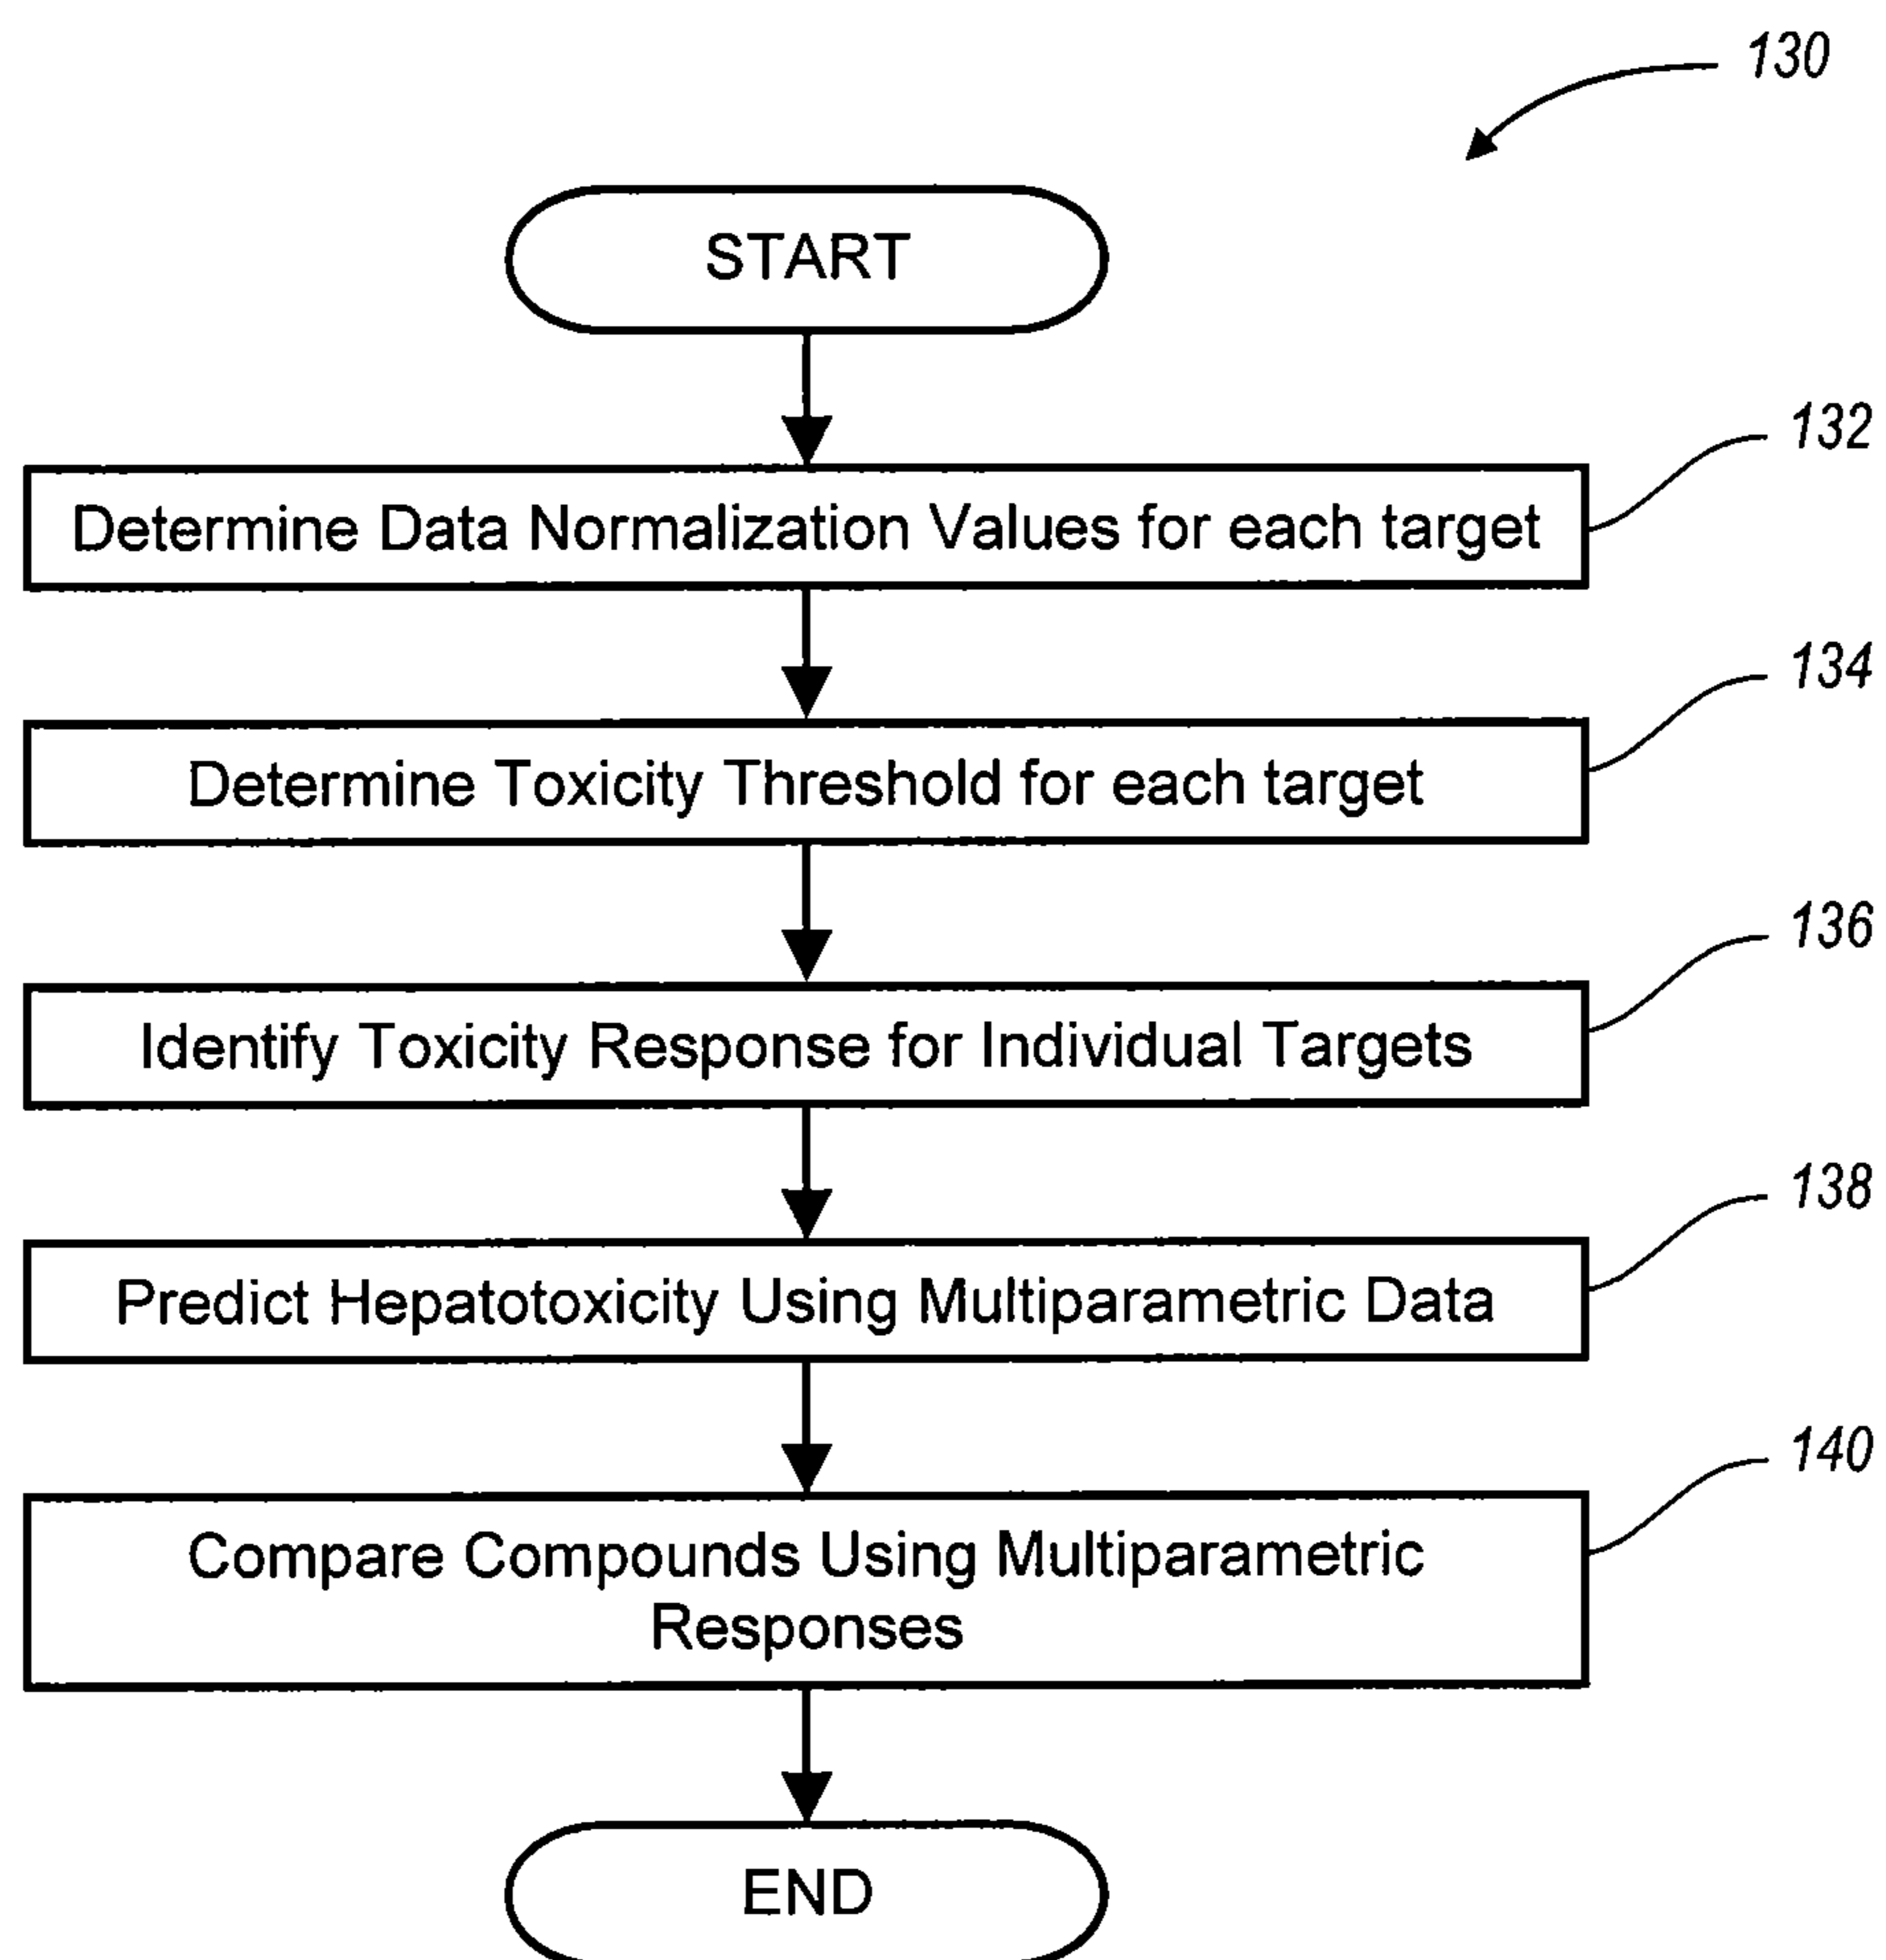 130
START
132
Determine Data Normalization Values for each target
134
Determine Toxicity Threshold for each target
136
Identify Toxicity Response for Individual Targets
138
Predict Hepatotoxicity Using Multiparametric Data
140
Compare Compounds Using Multiparametric
Responses
END